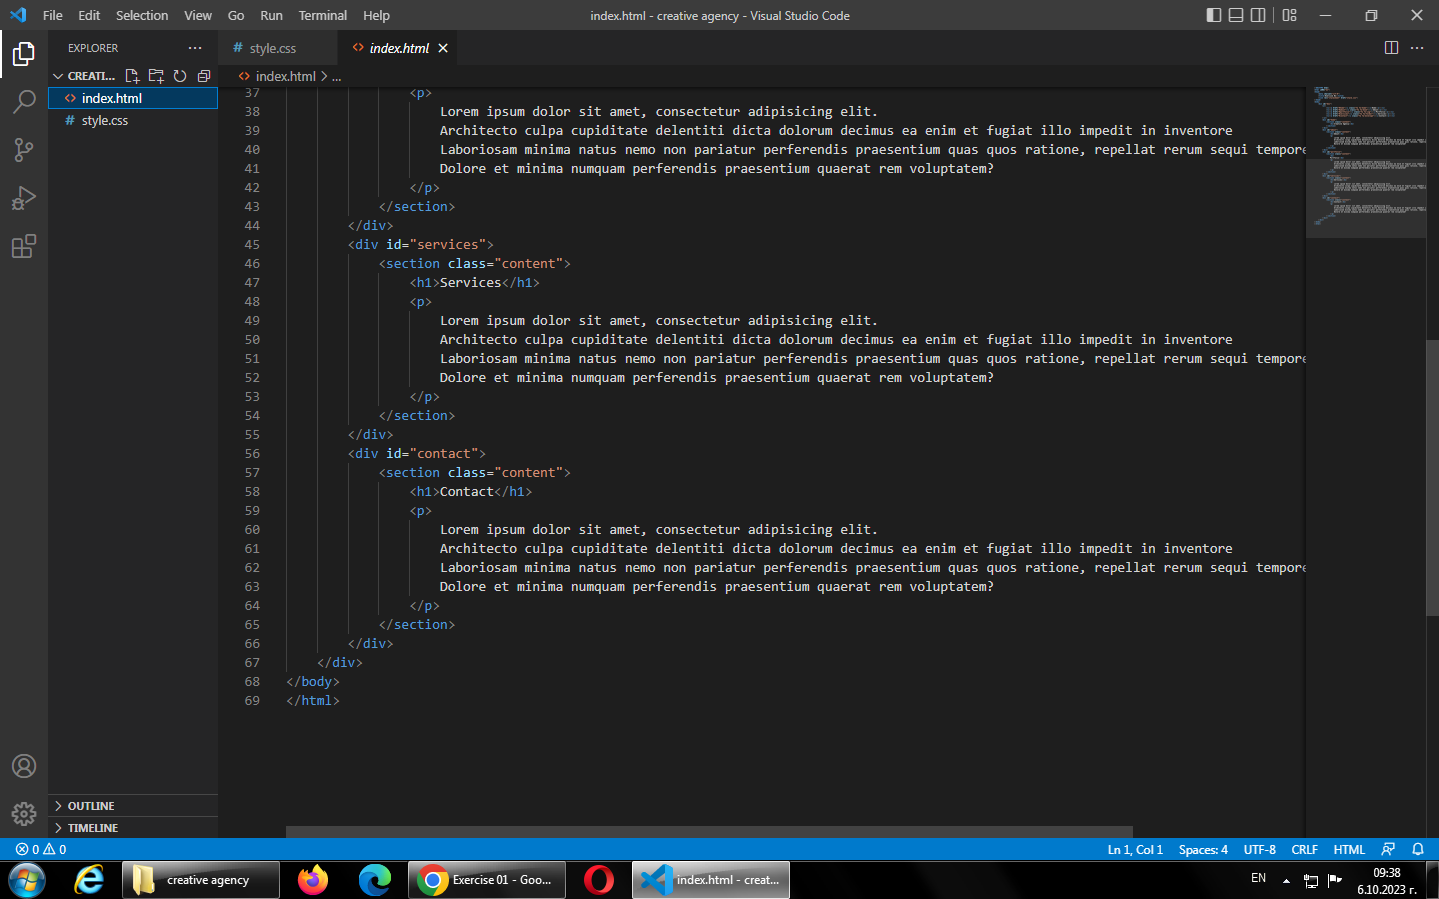 File Edit Selection View Go Run Terminal Help
index.html - creative agency - Visual Studio Code
EXPLORER
style.css
index.html
CREATI...
index.html > ...
index.html
style.css
37 <p>
38 Lorem ipsum dolor sit amet, consectetur adipisicing elit.
39 Architecto culpa cupiditate delentiti dicta dolorum decimus ea enim et fugiat illo impedit in inventore
40 Laboriosam minima natus nemo non pariatur perferendis praesentium quas quos ratione, repellat rerum sequi tempore
41 Dolore et minima numquam perferendis praesentium quaerat rem voluptatem?
42 </p>
43 </section>
44 </div>
45 <div id="services">
46 <section class="content">
47 <h1>Services</h1>
48 <p>
49 Lorem ipsum dolor sit amet, consectetur adipisicing elit.
50 Architecto culpa cupiditate delentiti dicta dolorum decimus ea enim et fugiat illo impedit in inventore
51 Laboriosam minima natus nemo non pariatur perferendis praesentium quas quos ratione, repellat rerum sequi tempore
52 Dolore et minima numquam perferendis praesentium quaerat rem voluptatem?
53 </p>
54 </section>
55 </div>
56 <div id="contact">
57 <section class="content">
58 <h1>Contact</h1>
59 <p>
60 Lorem ipsum dolor sit amet, consectetur adipisicing elit.
61 Architecto culpa cupiditate delentiti dicta dolorum decimus ea enim et fugiat illo impedit in inventore
62 Laboriosam minima natus nemo non pariatur perferendis praesentium quas quos ratione, repellat rerum sequi tempore
63 Dolore et minima numquam perferendis praesentium quaerat rem voluptatem?
64 </p>
65 </section>
66 </div>
67 </div>
68 </body>
69 </html>
OUTLINE
TIMELINE
0 0
Ln 1, Col 1 Spaces: 4 UTF-8 CRLF HTML
creative agency
Exercise 01 - Goo...
index.html - creat...
EN
09:38
6.10.2023 г.